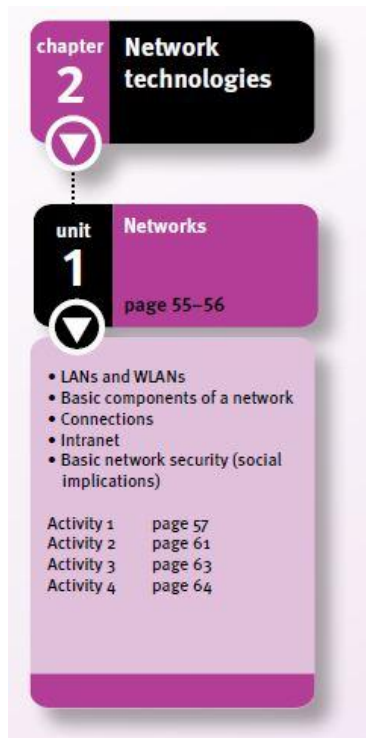 chapter
2
Network
technologies
unit
1
Networks
page 55–56
• LANs and WLANs
• Basic components of a network
• Connections
• Intranet
• Basic network security (social
implications)
Activity 1 page 57
Activity 2 page 61
Activity 3 page 63
Activity 4 page 64